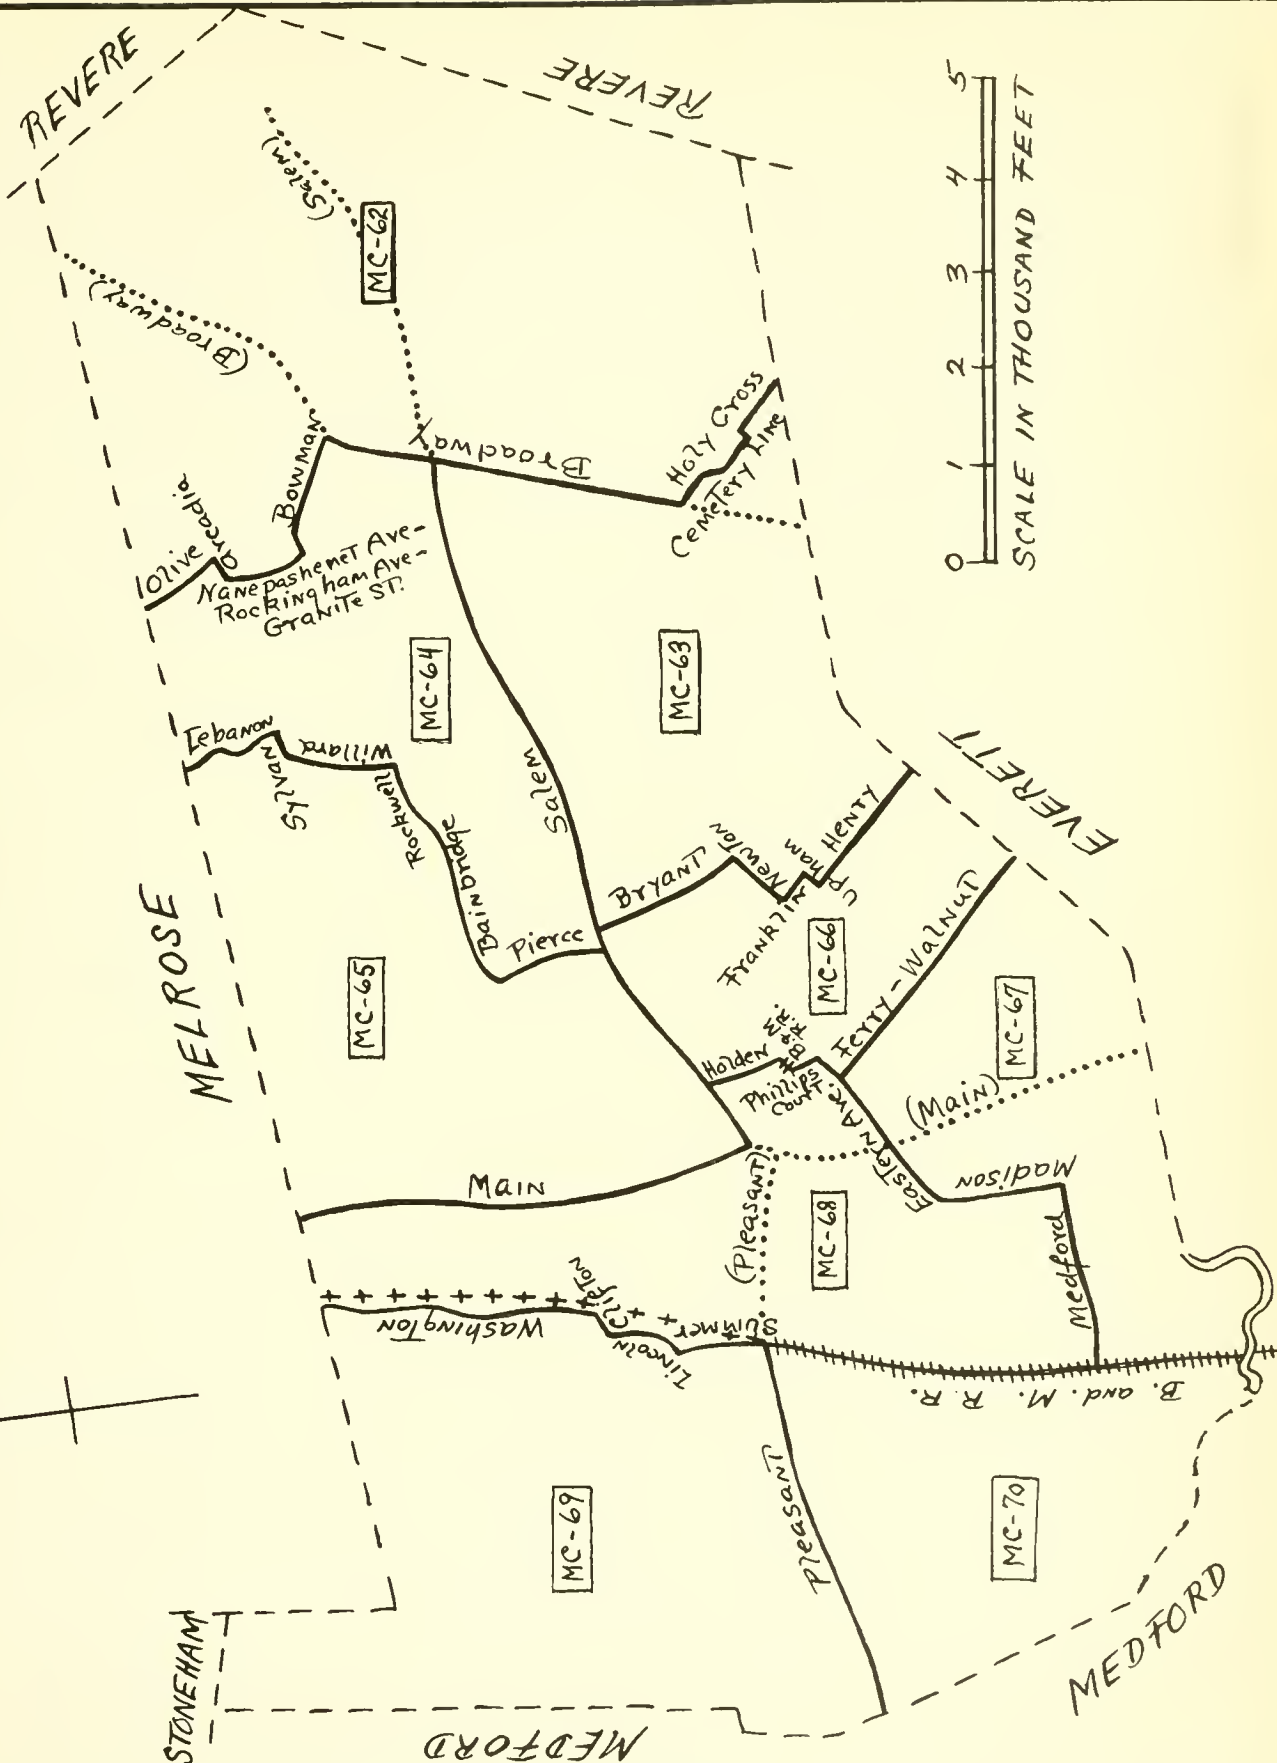 REVERE
REVERE
(Salem)
MC-62
(Broadway)
Bowman
Broadway
Holy Cross
Cemetery Line
Olive
Arcadia
Nanepashemet Ave-
Rockingham Ave-
Granite St.
MC-64
MC-63
0 1 2 3 4 5
SCALE IN THOUSAND FEET
Lebanon
Sylvan
Willard
Rockwell
Bainbridge
Pierce
Salem
Bryant
Newton
Franklin
Upham
Henry
EVERETT
MELROSE
MC-65
MC-66
Ferry-Walnut
MC-67
Holden
B&M.
R.R.
Phillips
Court
Eastern Ave.
(Main)
Main
(Pleasant)
MC-68
Madison
Medford
Washington
Clifton
Lincoln
Summer
B. and. M. R. R.
Pleasant
MC-69
MC-70
STONEHAM
MEDFORD
MEDFORD